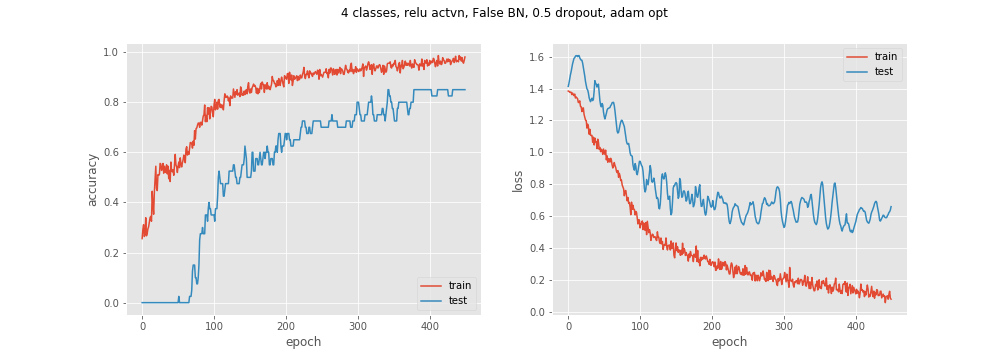 4 classes, relu actvn, False BN, 0.5 dropout, adam opt
1.0
0.8
0.6
0.4
0.2
0.0
accuracy
0
100
200
300
400
epoch
train
test
1.6
1.4
1.2
1.0
0.8
0.6
0.4
0.2
0.0
loss
0
100
200
300
400
epoch
train
test